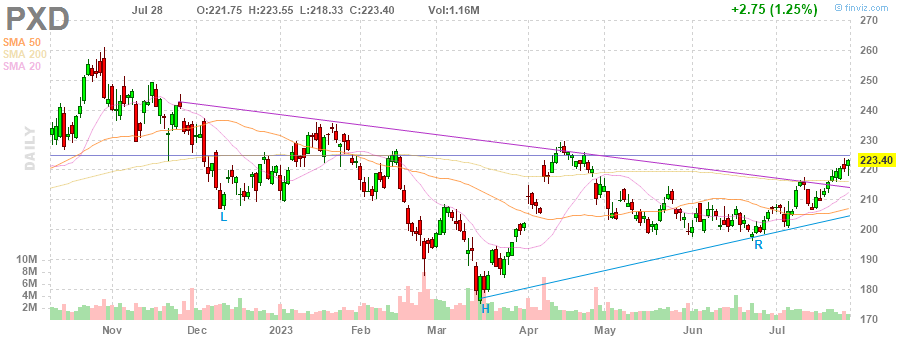 PXD Jul 28 O:221.75 H:223.55 L:218.33 C:223.40 Vol:1.16M +2.75 (1.25%) finviz.com
SMA 50
SMA 200
SMA 20
DAILY
270
260
250
240
230
223.40
220
210
200
190
180
170
10M
8M
6M
4M
2M
L
H
R
Nov Dec 2023 Feb Mar Apr May Jun Jul